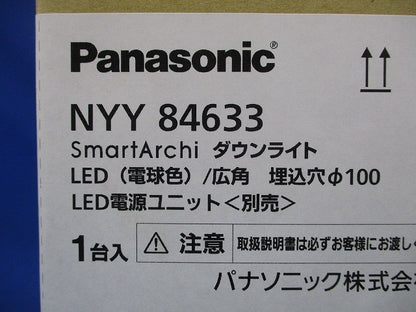 Panasonic®
NYY 84633
SmartArchi ダウンライト
LED（電球色）/広角 埋込穴φ100
LED電源ユニット＜別売＞
1台入 注意 取扱説明書は必ずお客様にお渡しく
パナソニック株式会